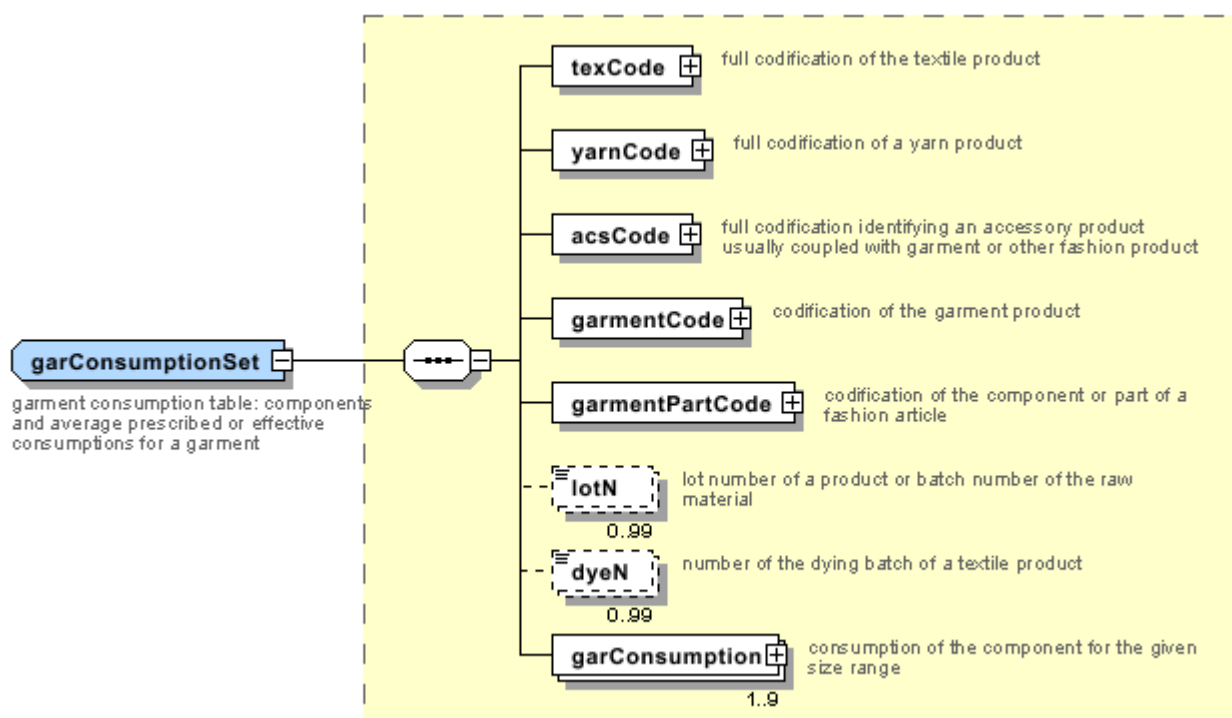 texCode
full codification of the textile product
yarnCode
full codification of a yarn product
acsCode
full codification identifying an accessory product
usually coupled with garment or other fashion product
garmentCode
codification of the garment product
garConsumptionSet
garment consumption table: components
and average prescribed or effective
consumptions for a garment
garmentPartCode
codification of the component or part of a
fashion article
lotN
lot number of a product or batch number of the raw
material
0..99
dyeN
number of the dying batch of a textile product
0..99
garConsumption
consumption of the component for the given
size range
1..9